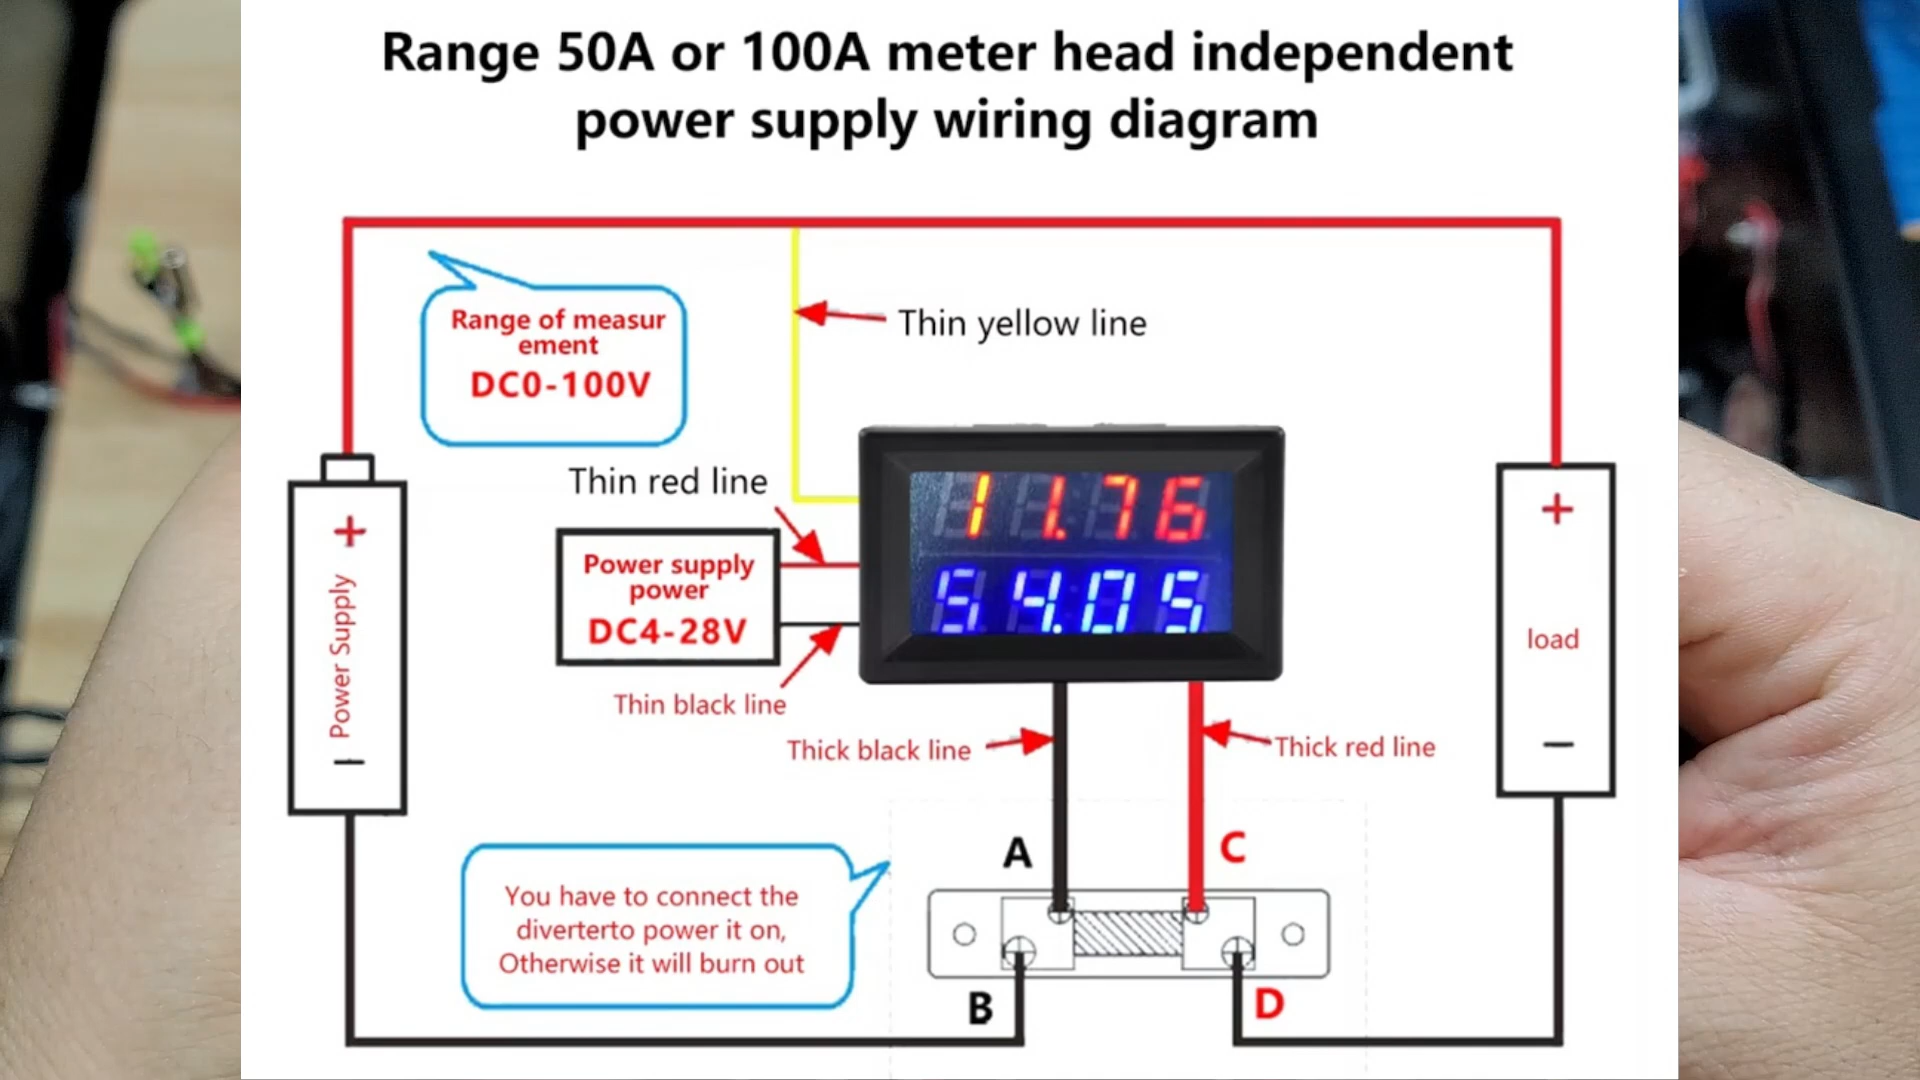 Range 50A or 100A meter head independent
power supply wiring diagram
Range of measur
ement
DC0-100V
Thin yellow line
Thin red line
11.76
54.05
Power supply
power
DC4-28V
Thin black line
+
Power Supply
−
+
load
−
Thick black line
Thick red line
A
C
You have to connect the
diverterto power it on,
Otherwise it will burn out
B
D